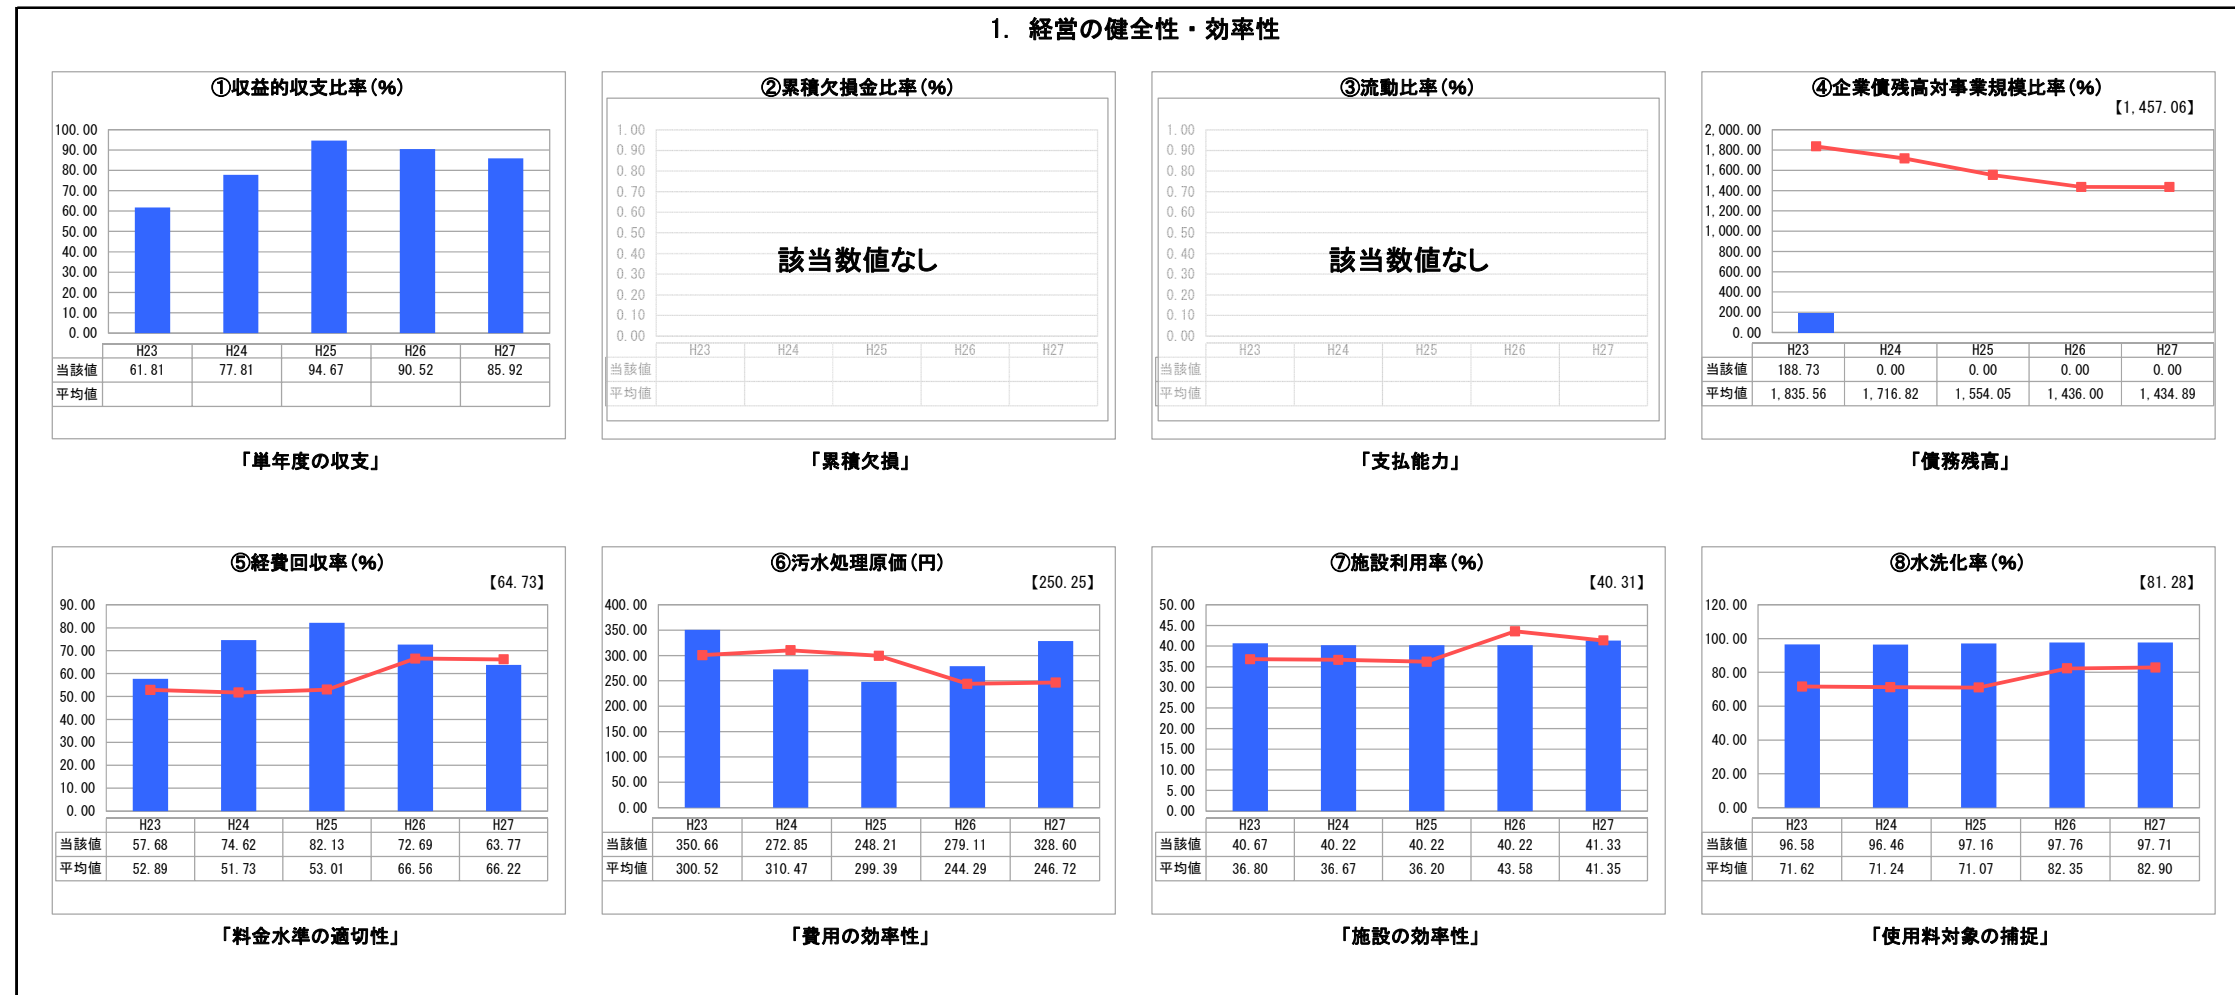 1. 経営の健全性・効率性
①収益的収支比率(%)
100.00
90.00
80.00
70.00
60.00
50.00
40.00
30.00
20.00
10.00
0.00
H23 H24 H25 H26 H27
当該値 61.81 77.81 94.67 90.52 85.92
平均値
「単年度の収支」
②累積欠損金比率(%)
1.00
0.90
0.80
0.70
0.60
0.50
0.40
0.30
0.20
0.10
0.00
該当数値なし
H23 H24 H25 H26 H27
当該値
平均値
「累積欠損」
③流動比率(%)
1.00
0.90
0.80
0.70
0.60
0.50
0.40
0.30
0.20
0.10
0.00
該当数値なし
H23 H24 H25 H26 H27
当該値
平均値
「支払能力」
④企業債残高対事業規模比率(%)
【1,457.06】
2,000.00
1,800.00
1,600.00
1,400.00
1,200.00
1,000.00
800.00
600.00
400.00
200.00
0.00
H23 H24 H25 H26 H27
当該値 188.73 0.00 0.00 0.00 0.00
平均値 1,835.56 1,716.82 1,554.05 1,436.00 1,434.89
「債務残高」
⑤経費回収率(%)
【64.73】
90.00
80.00
70.00
60.00
50.00
40.00
30.00
20.00
10.00
0.00
H23 H24 H25 H26 H27
当該値 57.68 74.62 82.13 72.69 63.77
平均値 52.89 51.73 53.01 66.56 66.22
「料金水準の適切性」
⑥汚水処理原価(円)
【250.25】
400.00
350.00
300.00
250.00
200.00
150.00
100.00
50.00
0.00
H23 H24 H25 H26 H27
当該値 350.66 272.85 248.21 279.11 328.60
平均値 300.52 310.47 299.39 244.29 246.72
「費用の効率性」
⑦施設利用率(%)
【40.31】
50.00
45.00
40.00
35.00
30.00
25.00
20.00
15.00
10.00
5.00
0.00
H23 H24 H25 H26 H27
当該値 40.67 40.22 40.22 40.22 41.33
平均値 36.80 36.67 36.20 43.58 41.35
「施設の効率性」
⑧水洗化率(%)
【81.28】
120.00
100.00
80.00
60.00
40.00
20.00
0.00
H23 H24 H25 H26 H27
当該値 96.58 96.46 97.16 97.76 97.71
平均値 71.62 71.24 71.07 82.35 82.90
「使用料対象の捕捉」